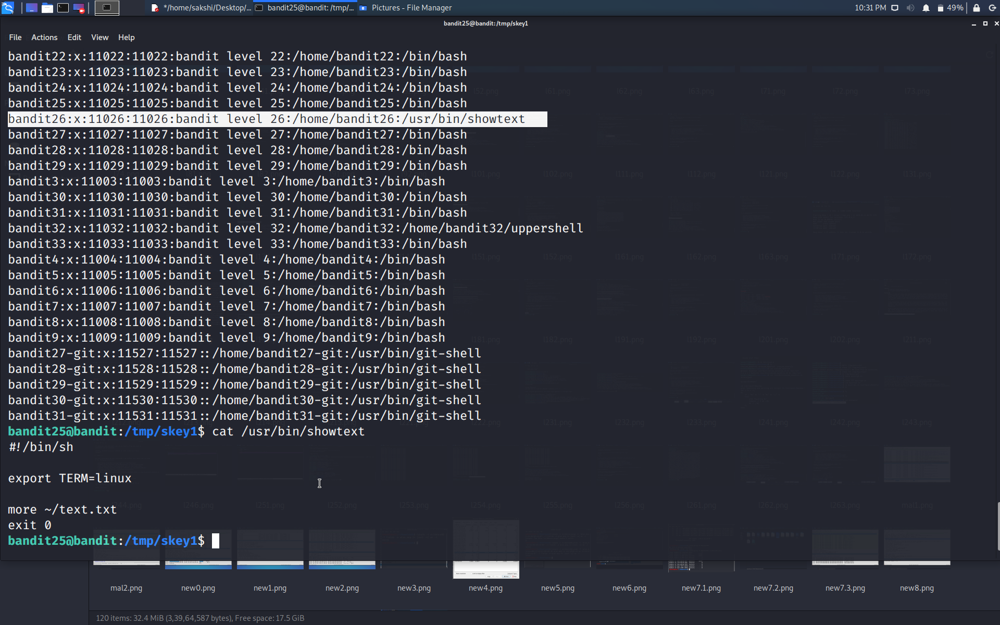 */home/sakshi/Desktop/...
bandit25@bandit: /tmp/...
Pictures - File Manager
10:31 PM
49%
bandit25@bandit:/tmp/skey1
File Actions Edit View Help
bandit22:x:11022:11022:bandit level 22:/home/bandit22:/bin/bash
bandit23:x:11023:11023:bandit level 23:/home/bandit23:/bin/bash
bandit24:x:11024:11024:bandit level 24:/home/bandit24:/bin/bash
bandit25:x:11025:11025:bandit level 25:/home/bandit25:/bin/bash
bandit26:x:11026:11026:bandit level 26:/home/bandit26:/usr/bin/showtext
bandit27:x:11027:11027:bandit level 27:/home/bandit27:/bin/bash
bandit28:x:11028:11028:bandit level 28:/home/bandit28:/bin/bash
bandit29:x:11029:11029:bandit level 29:/home/bandit29:/bin/bash
bandit3:x:11003:11003:bandit level 3:/home/bandit3:/bin/bash
bandit30:x:11030:11030:bandit level 30:/home/bandit30:/bin/bash
bandit31:x:11031:11031:bandit level 31:/home/bandit31:/bin/bash
bandit32:x:11032:11032:bandit level 32:/home/bandit32:/home/bandit32/uppershell
bandit33:x:11033:11033:bandit level 33:/home/bandit33:/bin/bash
bandit4:x:11004:11004:bandit level 4:/home/bandit4:/bin/bash
bandit5:x:11005:11005:bandit level 5:/home/bandit5:/bin/bash
bandit6:x:11006:11006:bandit level 6:/home/bandit6:/bin/bash
bandit7:x:11007:11007:bandit level 7:/home/bandit7:/bin/bash
bandit8:x:11008:11008:bandit level 8:/home/bandit8:/bin/bash
bandit9:x:11009:11009:bandit level 9:/home/bandit9:/bin/bash
bandit27-git:x:11527:11527::/home/bandit27-git:/usr/bin/git-shell
bandit28-git:x:11528:11528::/home/bandit28-git:/usr/bin/git-shell
bandit29-git:x:11529:11529::/home/bandit29-git:/usr/bin/git-shell
bandit30-git:x:11530:11530::/home/bandit30-git:/usr/bin/git-shell
bandit31-git:x:11531:11531::/home/bandit31-git:/usr/bin/git-shell
bandit25@bandit:/tmp/skey1$ cat /usr/bin/showtext
#!/bin/sh
export TERM=linux
more ~/text.txt
exit 0
bandit25@bandit:/tmp/skey1$
mal2.png new0.png new1.png new2.png new3.png new4.png new5.png new6.png new7.1.png new7.2.png new7.3.png new8.png
120 items: 32.4 MiB (3,39,64,587 bytes), Free space: 17.5 GiB